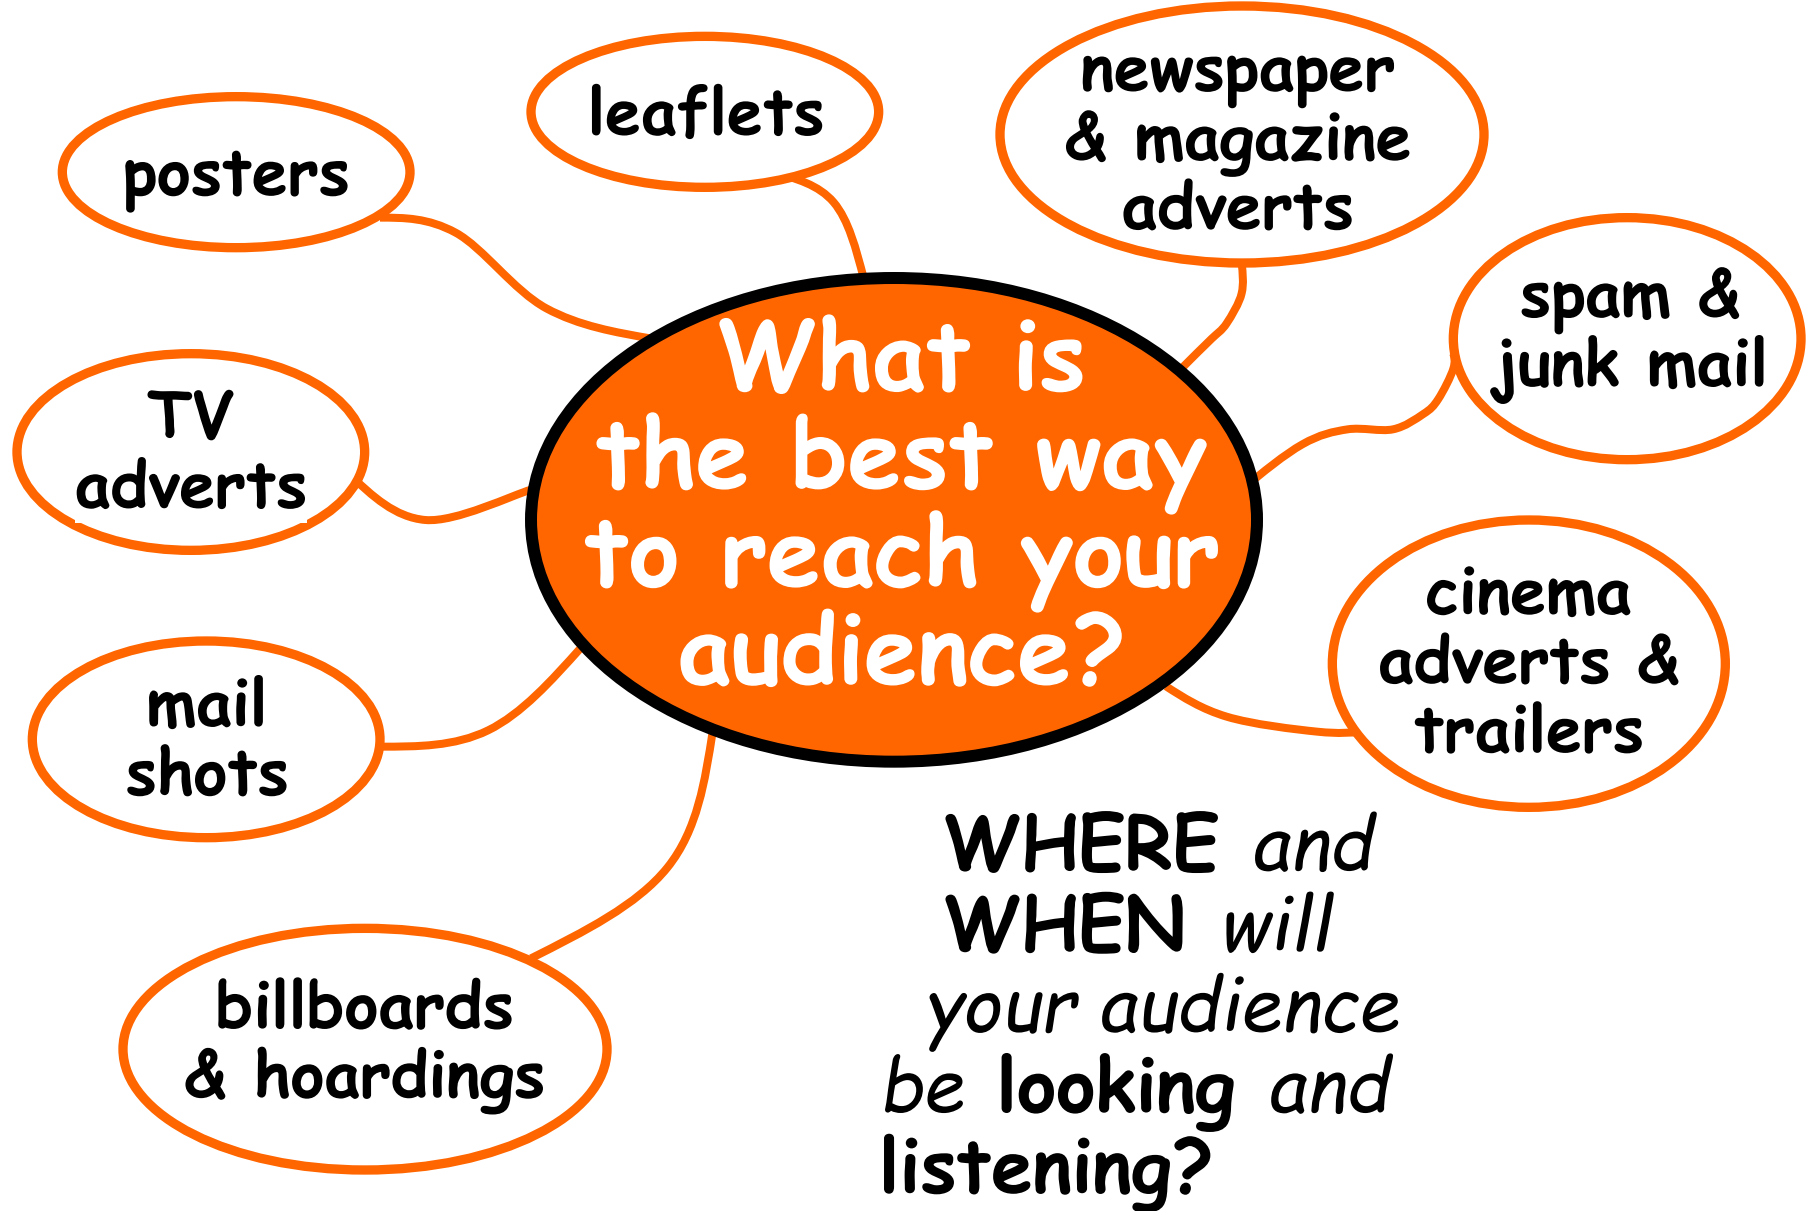 leaflets
newspaper
& magazine
adverts
posters
spam &
junk mail
What is
the best way
to reach your
audience?
TV
adverts
cinema
adverts &
trailers
mail
shots
billboards
& hoardings
WHERE and
WHEN will
your audience
be looking and
listening?